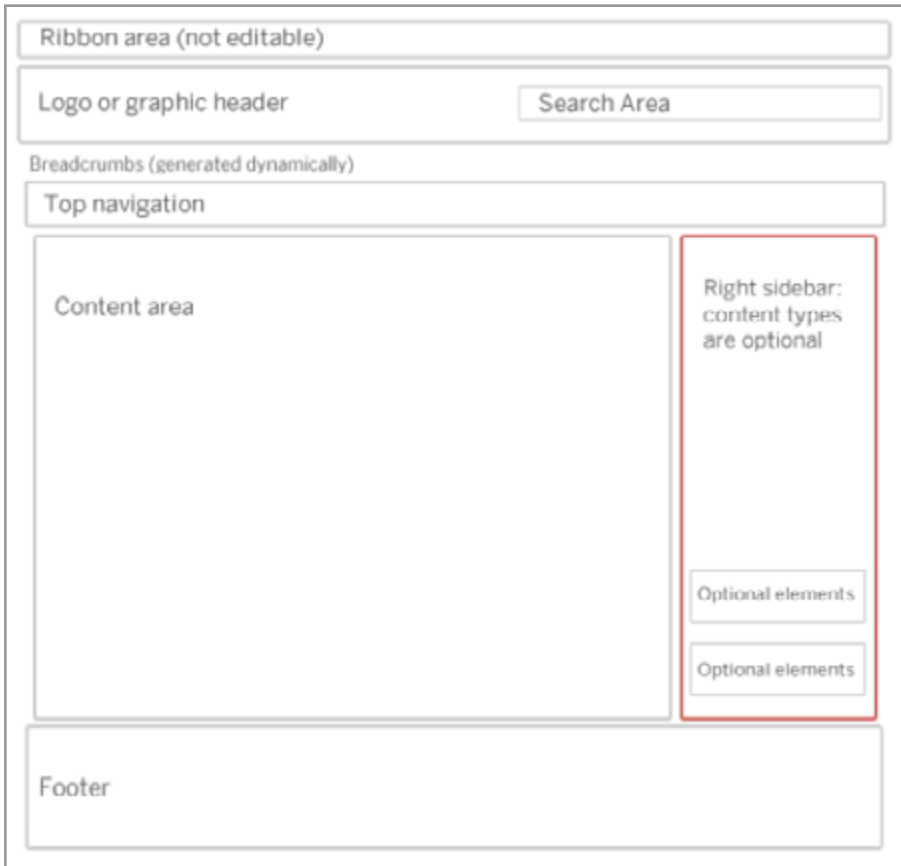 Ribbon area (not editable)
Logo or graphic header
Search Area
Breadcrumbs (generated dynamically)
Top navigation
Content area
Right sidebar:
content types
are optional
Optional elements
Optional elements
Footer